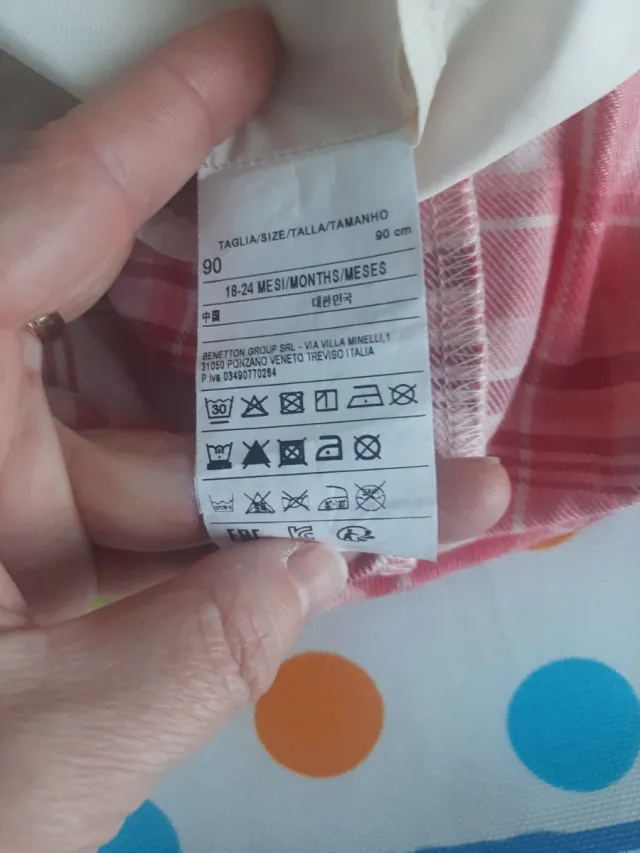 TAGLIA/SIZE/TALLA/TAMANHO
90 90 cm
18-24 MESI/MONTHS/MESES
中国 대한민국
BENETTON GROUP SRL - VIA VILLA MINELLI,1
31050 PONZANO VENETO TREVISO ITALIA
P.iva 03490770264
30
EAC